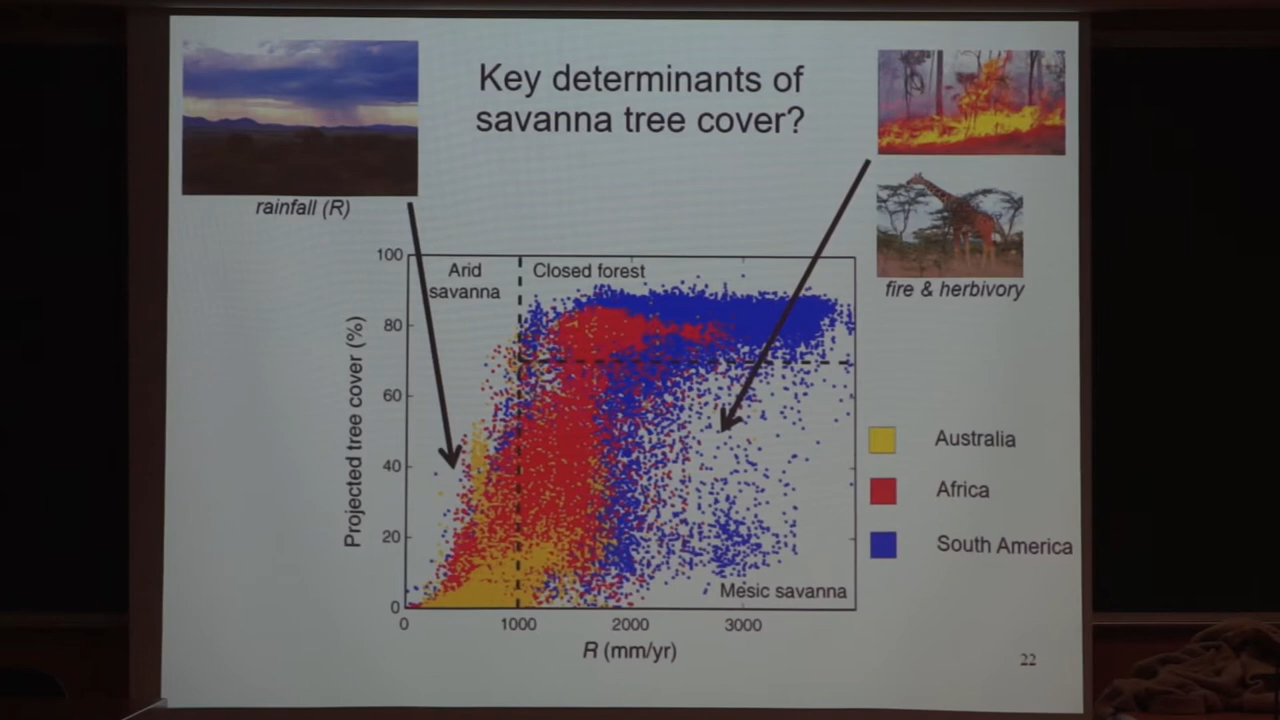 Key determinants of
savanna tree cover?
rainfall (R)
fire & herbivory
Arid
savanna
Closed forest
Mesic savanna
Projected tree cover (%)
100
80
60
40
20
0
0
1000
2000
3000
R (mm/yr)
Australia
Africa
South America
22